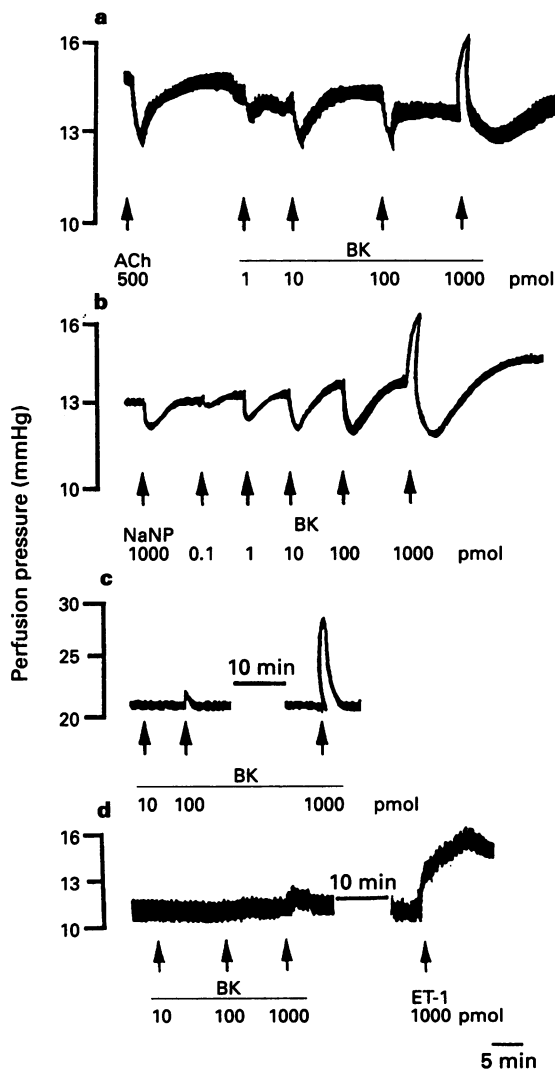 a
16
13
10
ACh
500
BK
1 10 100 1000 pmol
b
16
13
10
NaNP
1000
BK
0.1 1 10 100 1000 pmol
Perfusion pressure (mmHg)
c
30
25
20
10 min
BK
10 100 1000 pmol
d
16
13
10
10 min
BK
10 100 1000
ET-1
1000 pmol
5 min